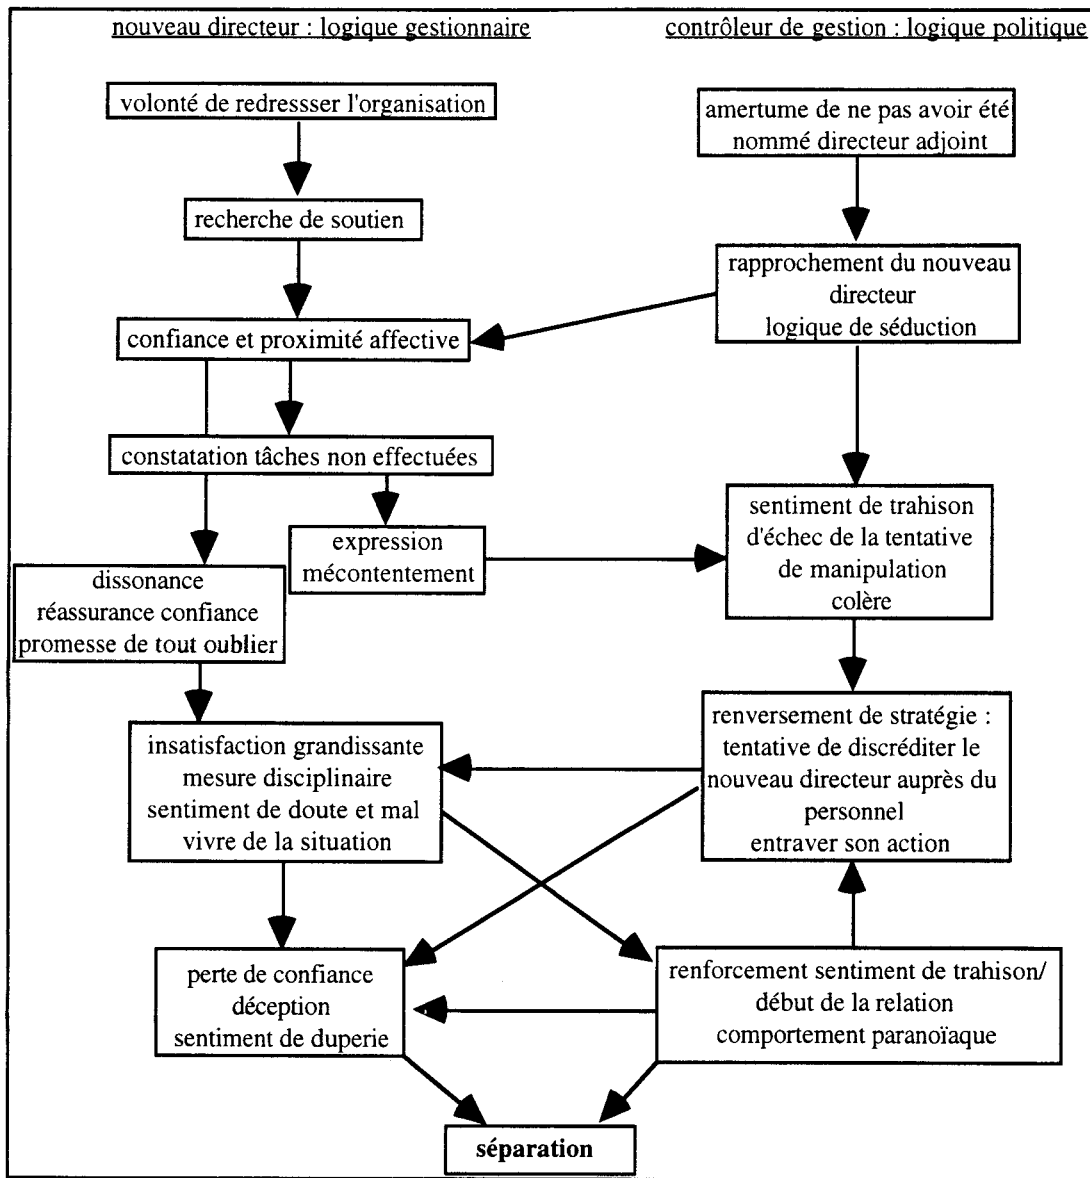 nouveau directeur : logique gestionnaire
contrôleur de gestion : logique politique
volonté de redressser l'organisation
amertume de ne pas avoir été
nommé directeur adjoint
recherche de soutien
rapprochement du nouveau
directeur
logique de séduction
confiance et proximité affective
constatation tâches non effectuées
expression
mécontentement
sentiment de trahison
d'échec de la tentative
de manipulation
colère
dissonance
réassurance confiance
promesse de tout oublier
insatisfaction grandissante
mesure disciplinaire
sentiment de doute et mal
vivre de la situation
renversement de stratégie :
tentative de discréditer le
nouveau directeur auprès du
personnel
entraver son action
perte de confiance
déception
sentiment de duperie
renforcement sentiment de trahison/
début de la relation
comportement paranoïaque
séparation